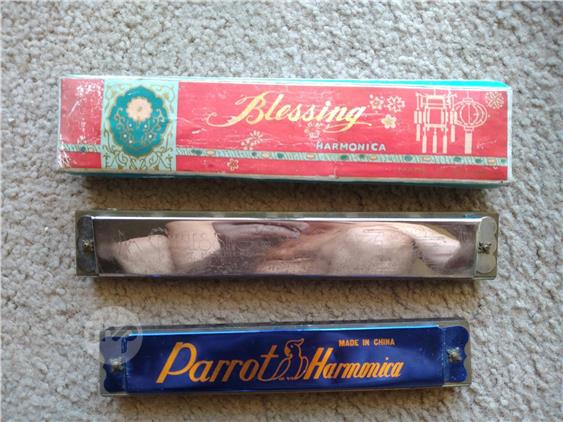 Blessing
HARMONICA
MADE IN CHINA
Parrot Harmonica